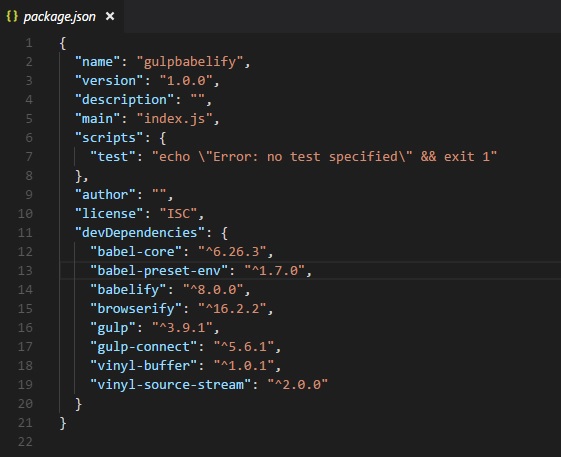 {} package.json ×
1 {
2   "name": "gulpbabelify",
3   "version": "1.0.0",
4   "description": "",
5   "main": "index.js",
6   "scripts": {
7     "test": "echo \"Error: no test specified\" && exit 1"
8   },
9   "author": "",
10   "license": "ISC",
11   "devDependencies": {
12     "babel-core": "^6.26.3",
13     "babel-preset-env": "^1.7.0",
14     "babelify": "^8.0.0",
15     "browserify": "^16.2.2",
16     "gulp": "^3.9.1",
17     "gulp-connect": "^5.6.1",
18     "vinyl-buffer": "^1.0.1",
19     "vinyl-source-stream": "^2.0.0"
20   }
21 }
22